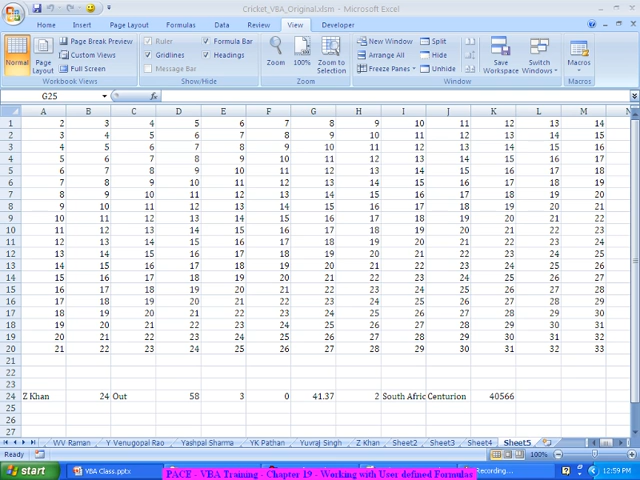 Cricket_VBA_Original.xlsm - Microsoft Excel
Home Insert Page Layout Formulas Data Review View Developer
Normal Page Layout Page Break Preview Custom Views Full Screen Workbook Views
Ruler Gridlines Message Bar Formula Bar Headings Show/Hide
Zoom 100% Zoom to Selection Zoom
New Window Arrange All Freeze Panes Split Hide Unhide Save Workspace Switch Windows Window
Macros Macros
G25 fx
A B C D E F G H I J K L M N
1 2 3 4 5 6 7 8 9 10 11 12 13 14
2 3 4 5 6 7 8 9 10 11 12 13 14 15
3 4 5 6 7 8 9 10 11 12 13 14 15 16
4 5 6 7 8 9 10 11 12 13 14 15 16 17
5 6 7 8 9 10 11 12 13 14 15 16 17 18
6 7 8 9 10 11 12 13 14 15 16 17 18 19
7 8 9 10 11 12 13 14 15 16 17 18 19 20
8 9 10 11 12 13 14 15 16 17 18 19 20 21
9 10 11 12 13 14 15 16 17 18 19 20 21 22
10 11 12 13 14 15 16 17 18 19 20 21 22 23
11 12 13 14 15 16 17 18 19 20 21 22 23 24
12 13 14 15 16 17 18 19 20 21 22 23 24 25
13 14 15 16 17 18 19 20 21 22 23 24 25 26
14 15 16 17 18 19 20 21 22 23 24 25 26 27
15 16 17 18 19 20 21 22 23 24 25 26 27 28
16 17 18 19 20 21 22 23 24 25 26 27 28 29
17 18 19 20 21 22 23 24 25 26 27 28 29 30
18 19 20 21 22 23 24 25 26 27 28 29 30 31
19 20 21 22 23 24 25 26 27 28 29 30 31 32
20 21 22 23 24 25 26 27 28 29 30 31 32 33
21
22
23
24 Z Khan 24 Out 58 3 0 41.37 2 South Afric Centurion 40566
25
26
27
WV Raman Y Venugopal Rao Yashpal Sharma YK Pathan Yuvraj Singh Z Khan Sheet2 Sheet3 Sheet4 Sheet5
Ready 100%
start VBA Class.pptx Recording... 12:59 PM
PACE - VBA Training - Chapter 19 - Working with User defined Formulas